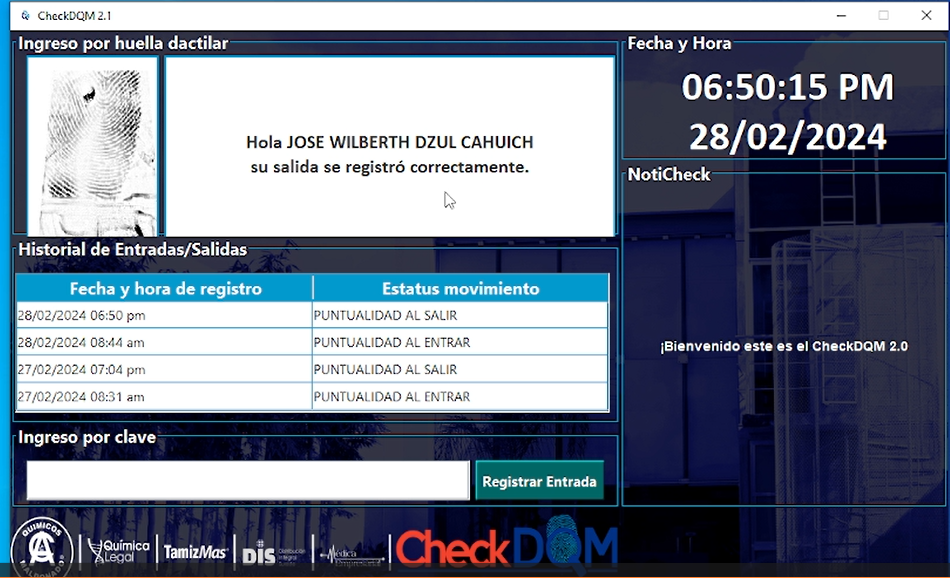 CheckDQM 2.1
Ingreso por huella dactilar
Hola JOSE WILBERTH DZUL CAHUICH
su salida se registró correctamente.
Fecha y Hora
06:50:15 PM
28/02/2024
NotiCheck
¡Bienvenido este es el CheckDQM 2.0
Historial de Entradas/Salidas
Fecha y hora de registro Estatus movimiento
28/02/2024 06:50 pm PUNTUALIDAD AL SALIR
28/02/2024 08:44 am PUNTUALIDAD AL ENTRAR
27/02/2024 07:04 pm PUNTUALIDAD AL SALIR
27/02/2024 08:31 am PUNTUALIDAD AL ENTRAR
Ingreso por clave
Registrar Entrada
QUIMICOS
MALDONADO
Química
Legal
TamizMas
DIS
Médica
Empresarial
CheckDQM